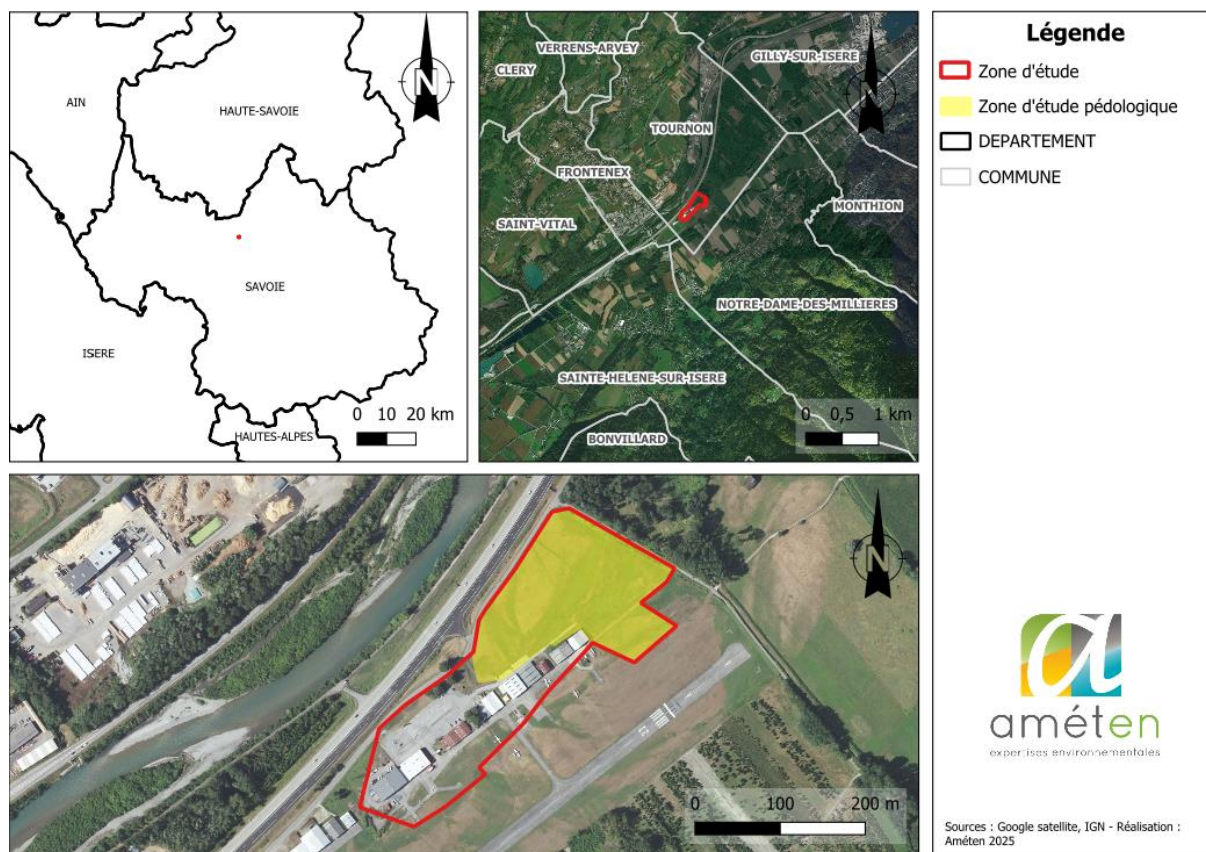 N
AIN
HAUTE-SAVOIE
SAVOIE
ISERE
HAUTES-ALPES
0 10 20 km
VERRENS-ARVEY
GILLY-SUR-ISERE
CLERY
N
TOURNON
FRONTENEX
SAINT-VITAL
MONTHION
NOTRE-DAME-DES-MILLIERES
SAINTE-HELENE-SUR-ISERE
BONVILLARD
0 0,5 1 km
N
0 100 200 m
Légende
Zone d'étude
Zone d'étude pédologique
DEPARTEMENT
COMMUNE
a
améten
expertises environnementales
Sources : Google satellite, IGN - Réalisation :
Améten 2025